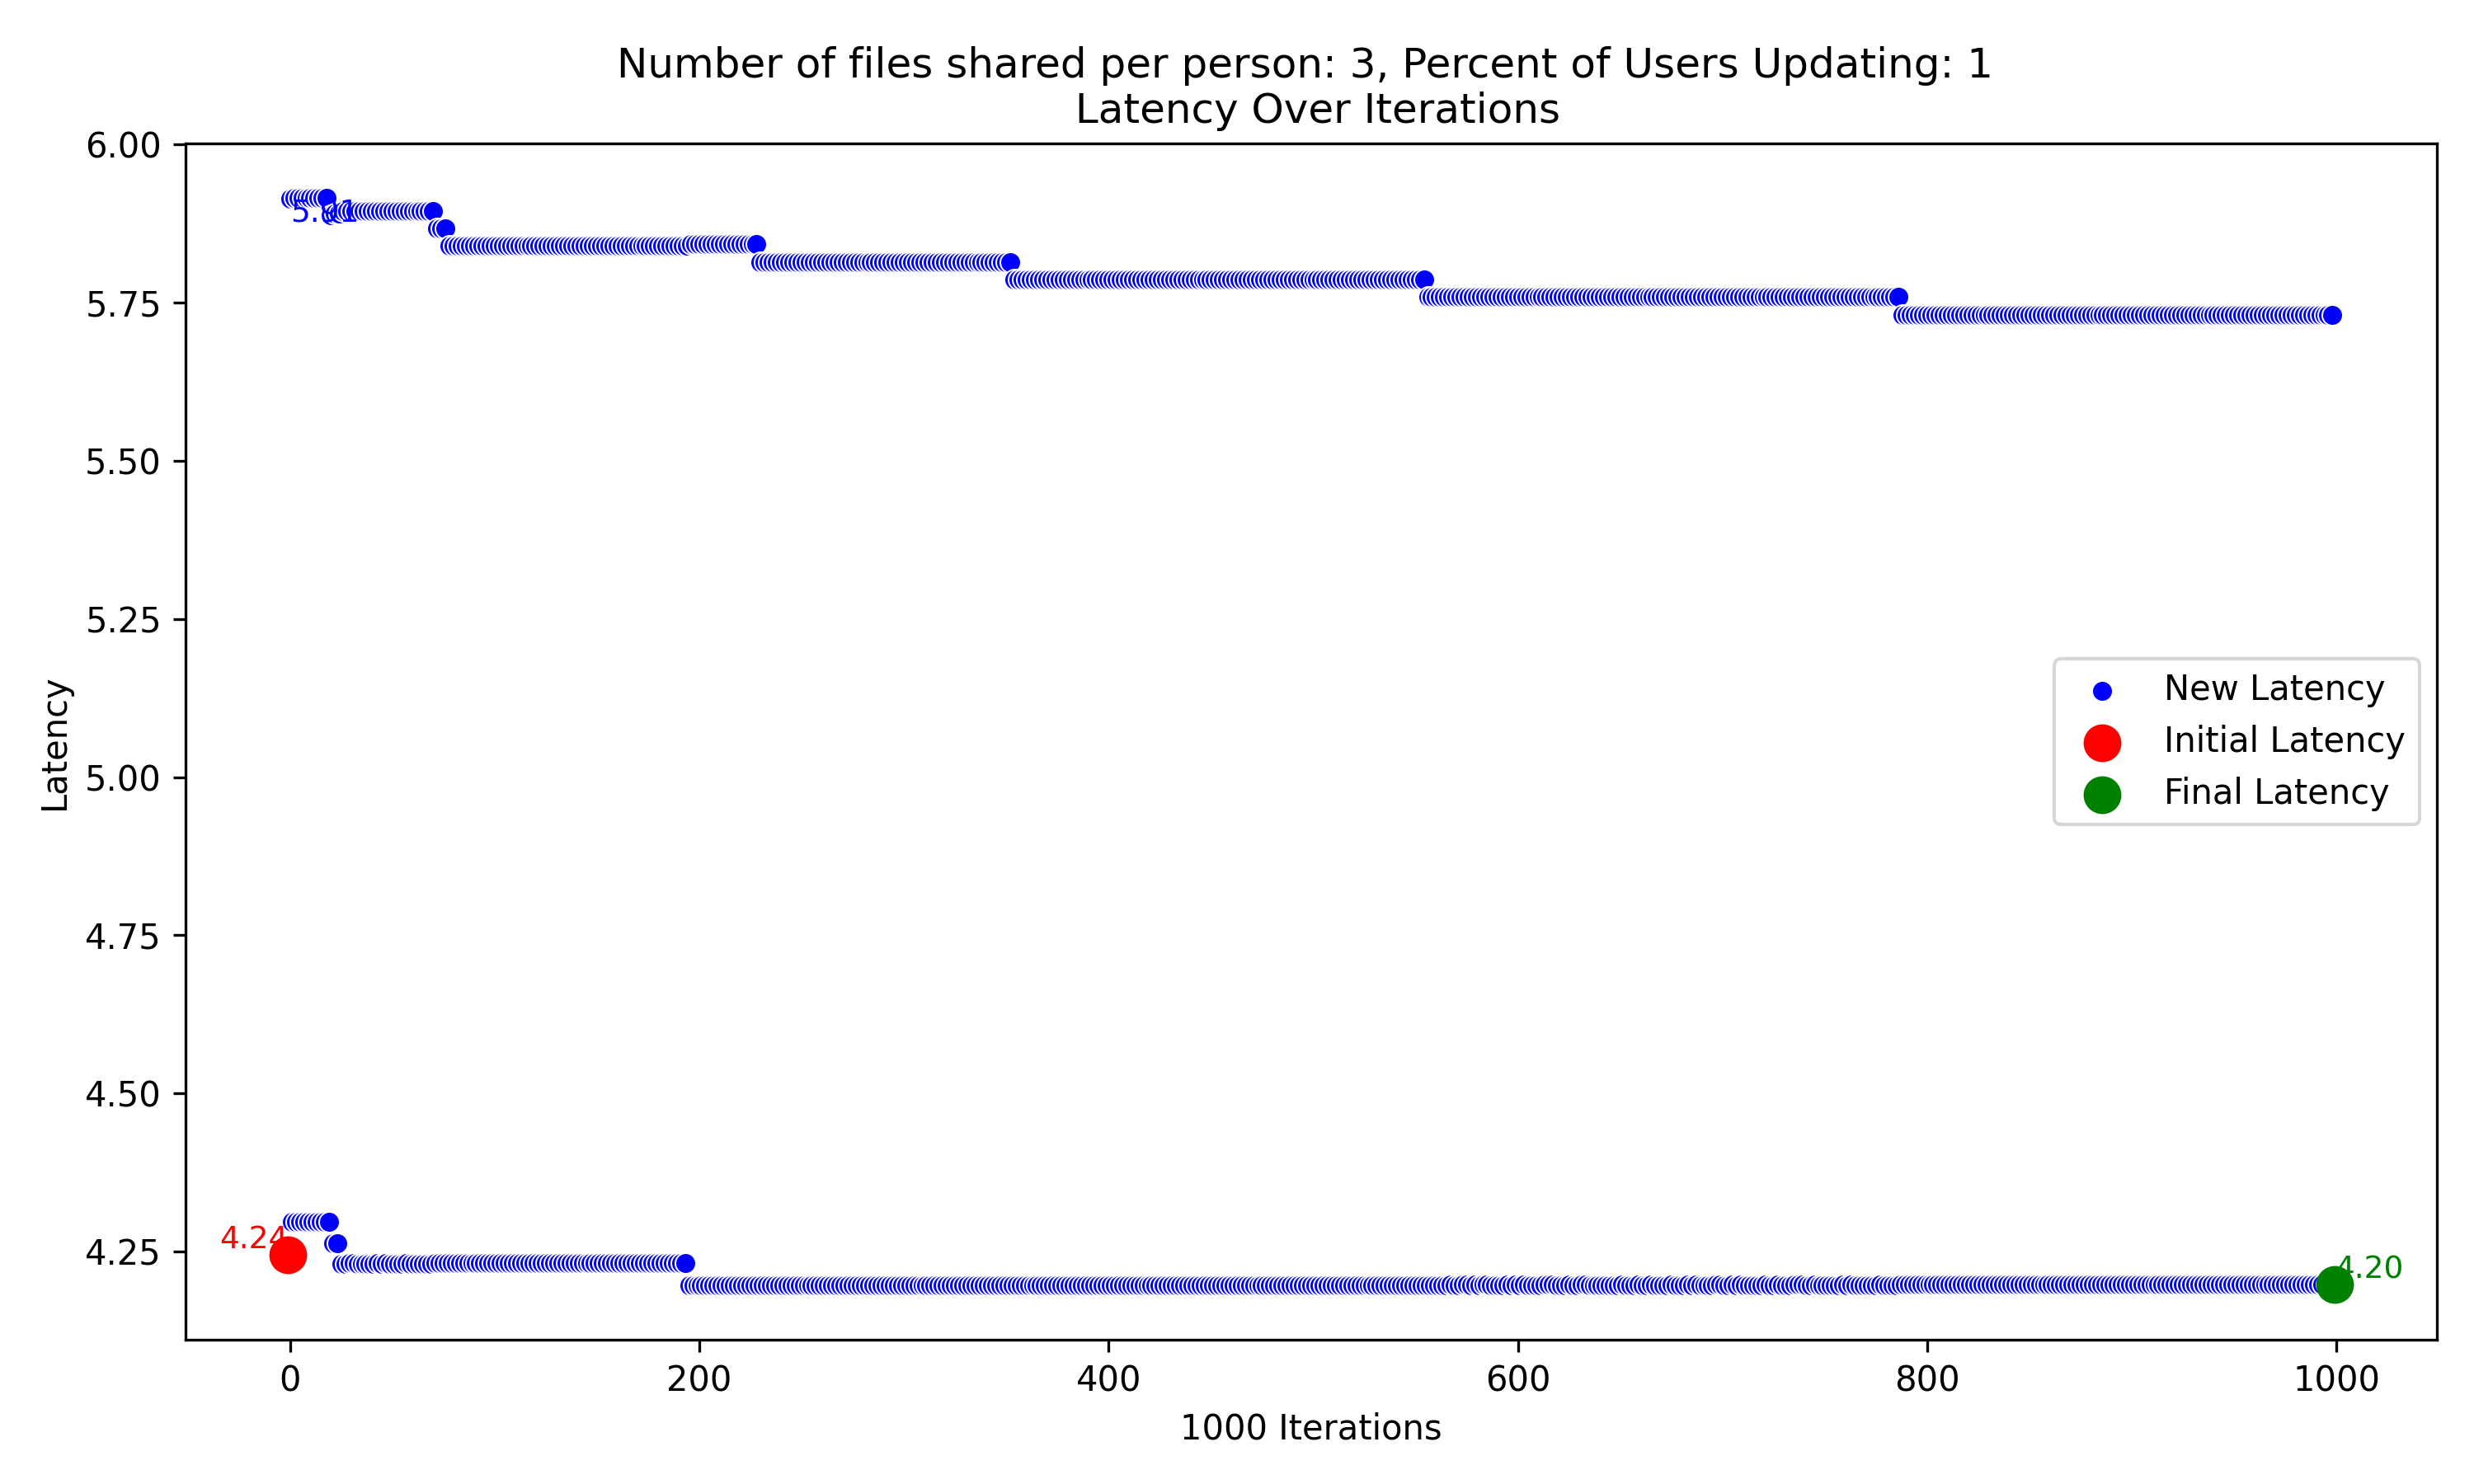 Number of files shared per person: 3, Percent of Users Updating: 1
Latency Over Iterations
6.00
5.75
5.50
5.25
5.00
4.75
4.50
4.25
Latency
4.24
4.20
New Latency
Initial Latency
Final Latency
0
200
400
600
800
1000
1000 Iterations